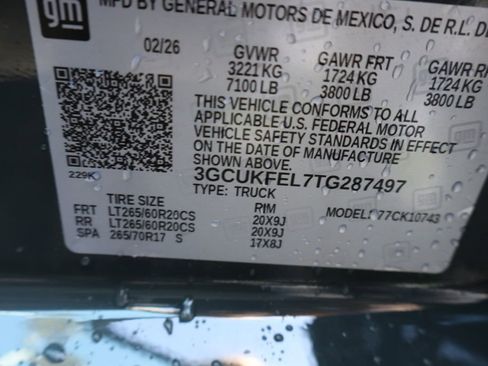 gm
MFD BY GENERAL MOTORS DE MEXICO, S. DE R.L. DE
02/26 GVWR GAWR FRT GAWR RR
3221 KG 1724 KG 1724 KG
7100 LB 3800 LB 3800 LB
THIS VEHICLE CONFORMS TO ALL
APPLICABLE U.S. FEDERAL MOTOR
VEHICLE SAFETY STANDARDS IN EFFECT
ON THE DATE OF MANUFACTURE
SHOWN ABOVE.
229K 3GCUKFEL7TG287497
TYPE: TRUCK
TIRE SIZE RIM MODEL: 77CK10743
FRT LT265/60R20CS 20X9J
RR LT265/60R20CS 20X9J
SPA 265/70R17 S 17X8J